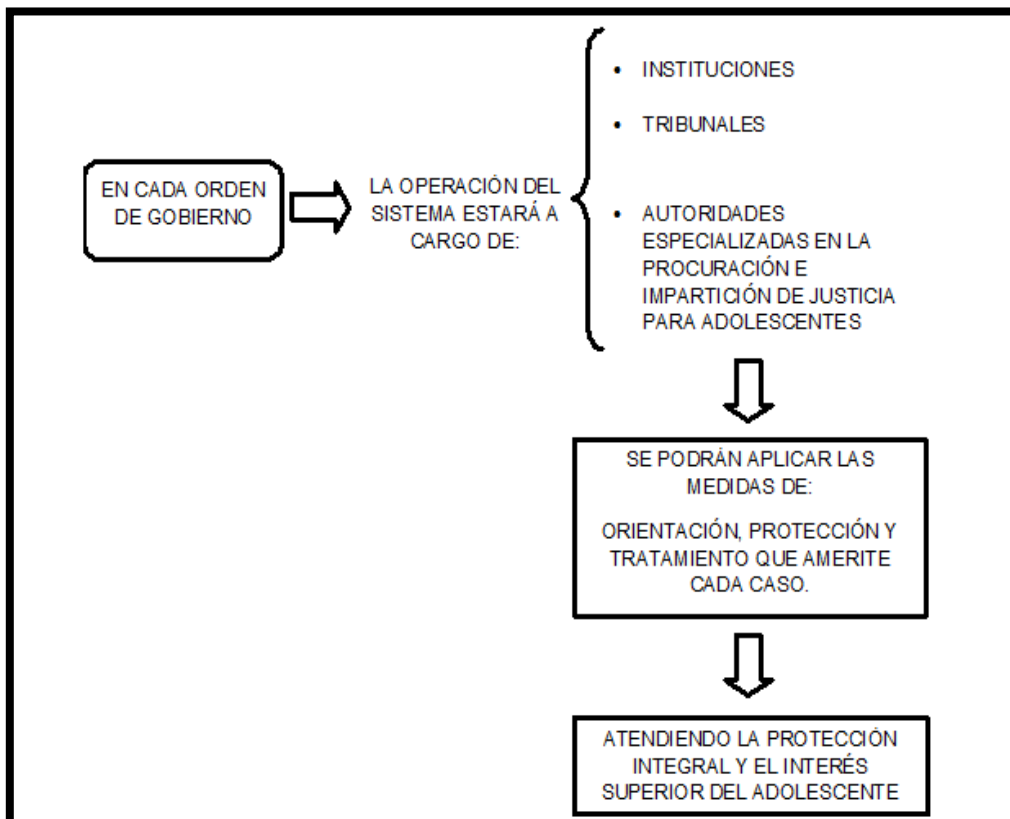 EN CADA ORDEN
DE GOBIERNO
LA OPERACIÓN DEL
SISTEMA ESTARÁ A
CARGO DE:
• INSTITUCIONES
• TRIBUNALES
• AUTORIDADES
ESPECIALIZADAS EN LA
PROCURACIÓN E
IMPARTICIÓN DE JUSTICIA
PARA ADOLESCENTES
SE PODRÁN APLICAR LAS
MEDIDAS DE:
ORIENTACIÓN, PROTECCIÓN Y
TRATAMIENTO QUE AMERITE
CADA CASO.
ATENDIENDO LA PROTECCIÓN
INTEGRAL Y EL INTERÉS
SUPERIOR DEL ADOLESCENTE